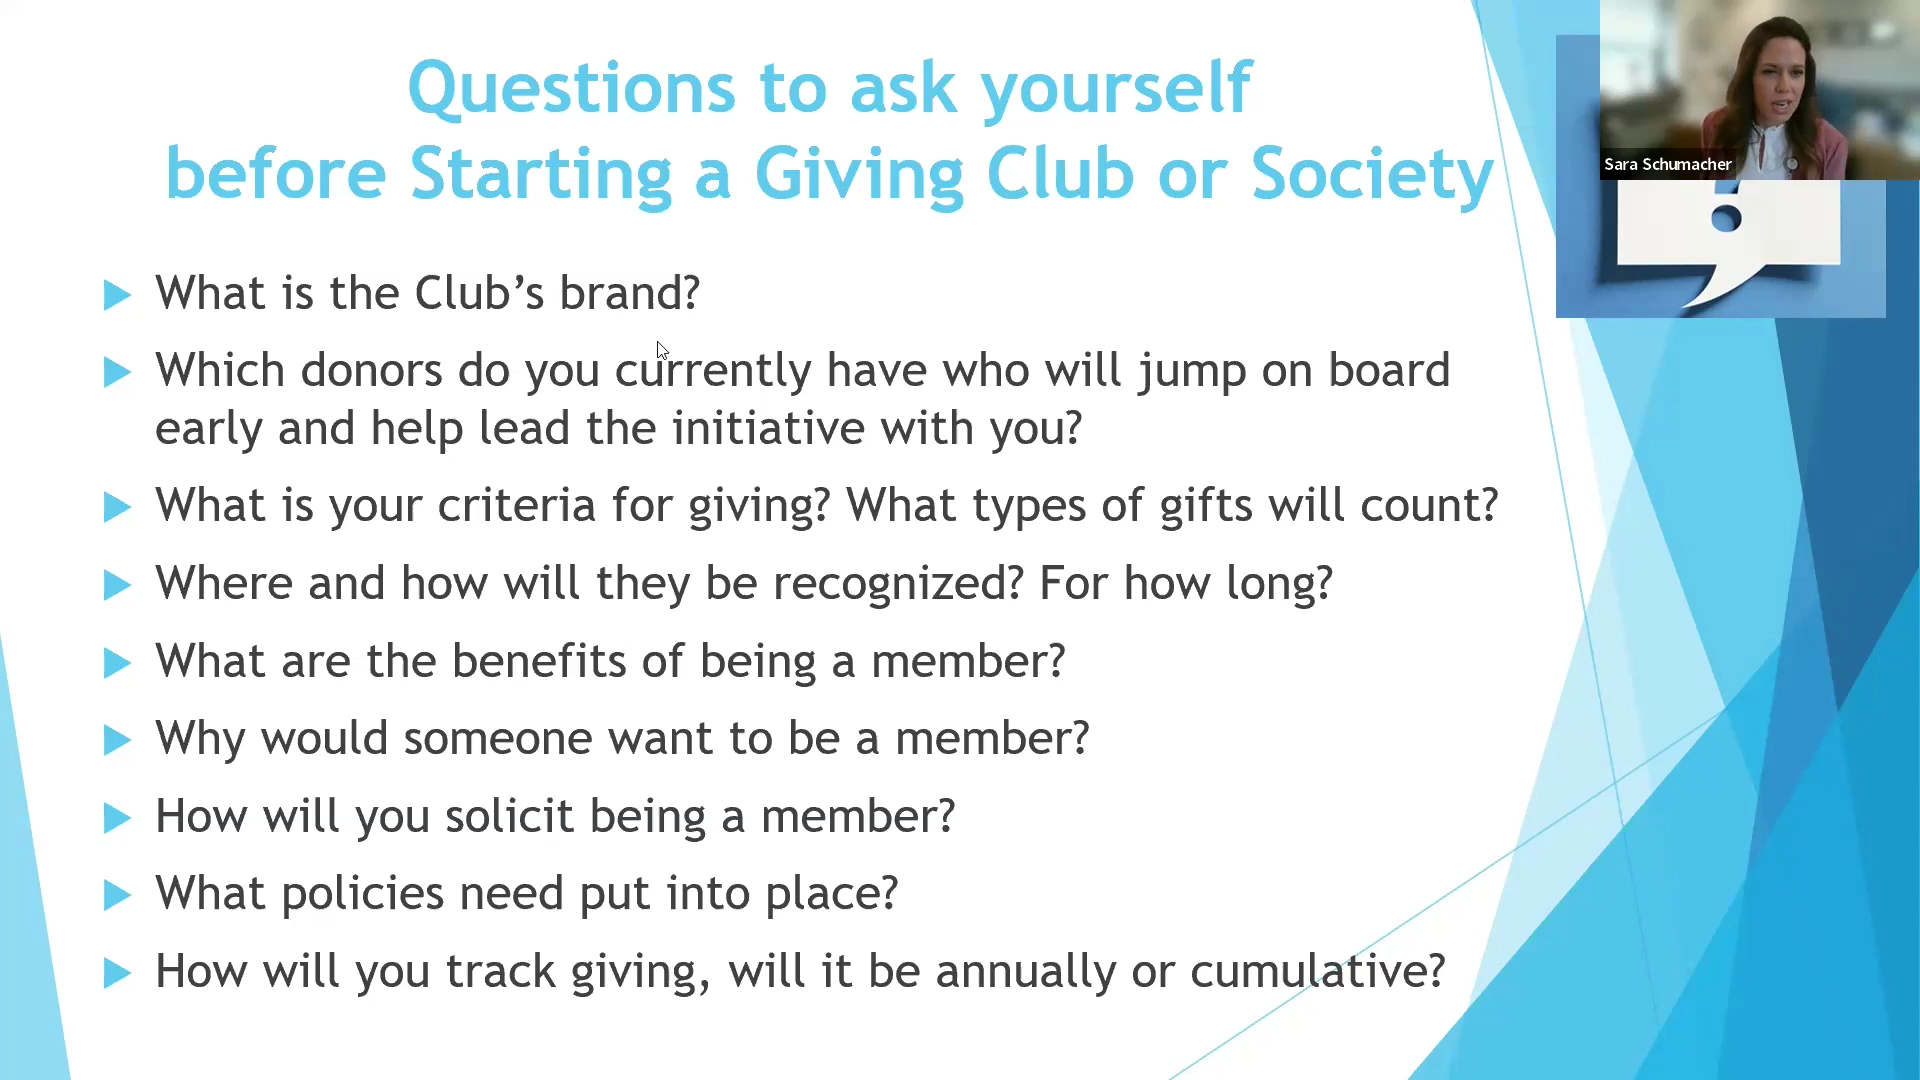 Questions to ask yourself
before Starting a Giving Club or Society
Sara Schumacher
What is the Club’s brand?
Which donors do you currently have who will jump on board
early and help lead the initiative with you?
What is your criteria for giving? What types of gifts will count?
Where and how will they be recognized? For how long?
What are the benefits of being a member?
Why would someone want to be a member?
How will you solicit being a member?
What policies need put into place?
How will you track giving, will it be annually or cumulative?